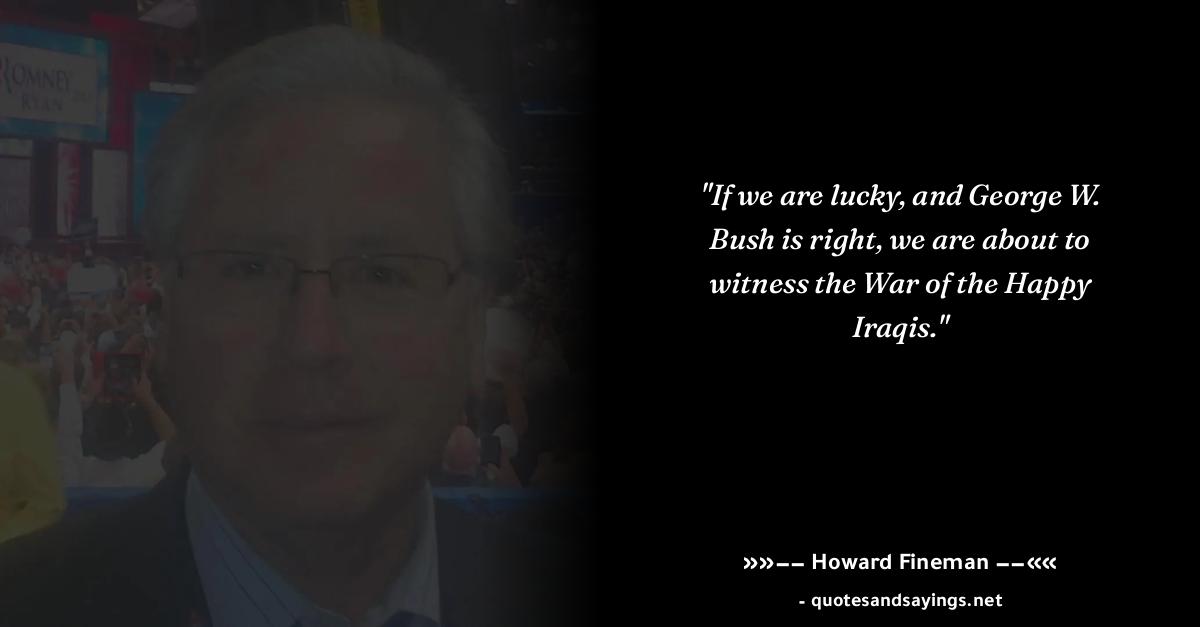 ROMNEY
RYAN
"If we are lucky, and George W.
Bush is right, we are about to
witness the War of the Happy
Iraqis."
»»−− Howard Fineman −−««
- quotesandsayings.net